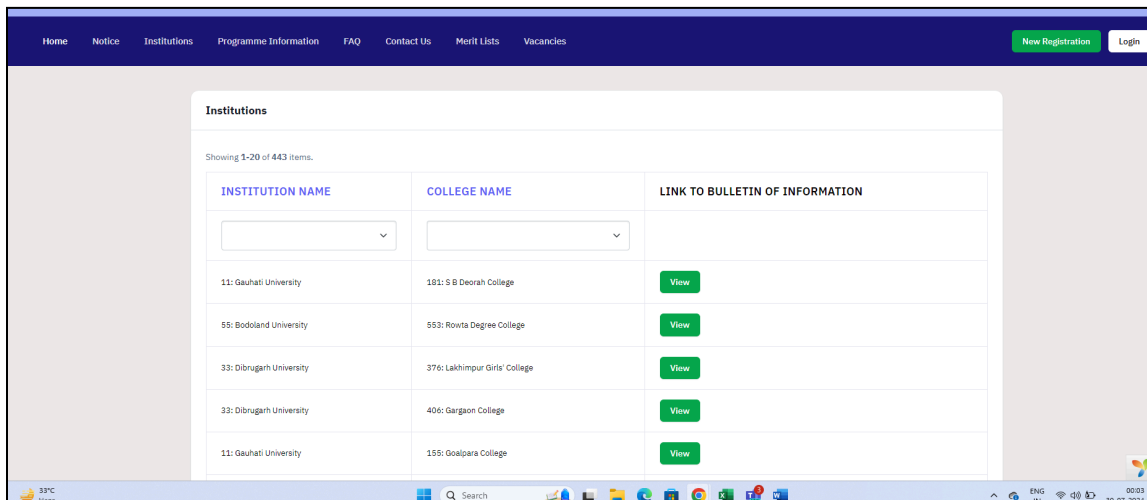 Home Notice Institutions Programme Information FAQ Contact Us Merit Lists Vacancies New Registration Login
Institutions
Showing 1-20 of 443 items.
INSTITUTION NAME COLLEGE NAME LINK TO BULLETIN OF INFORMATION
11: Gauhati University 181: S B Deorah College View
55: Bodoland University 553: Rowta Degree College View
33: Dibrugarh University 376: Lakhimpur Girls' College View
33: Dibrugarh University 406: Gargaon College View
11: Gauhati University 155: Goalpara College View
33°C Search 3 ENG 00:03